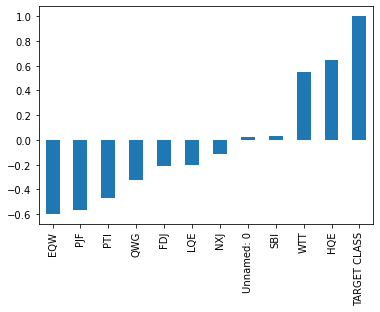 1.0
0.8
0.6
0.4
0.2
0.0
−0.2
−0.4
−0.6
EQW
PJF
PTI
QWG
FDJ
LQE
NXJ
Unnamed: 0
SBI
WTT
HQE
TARGET CLASS